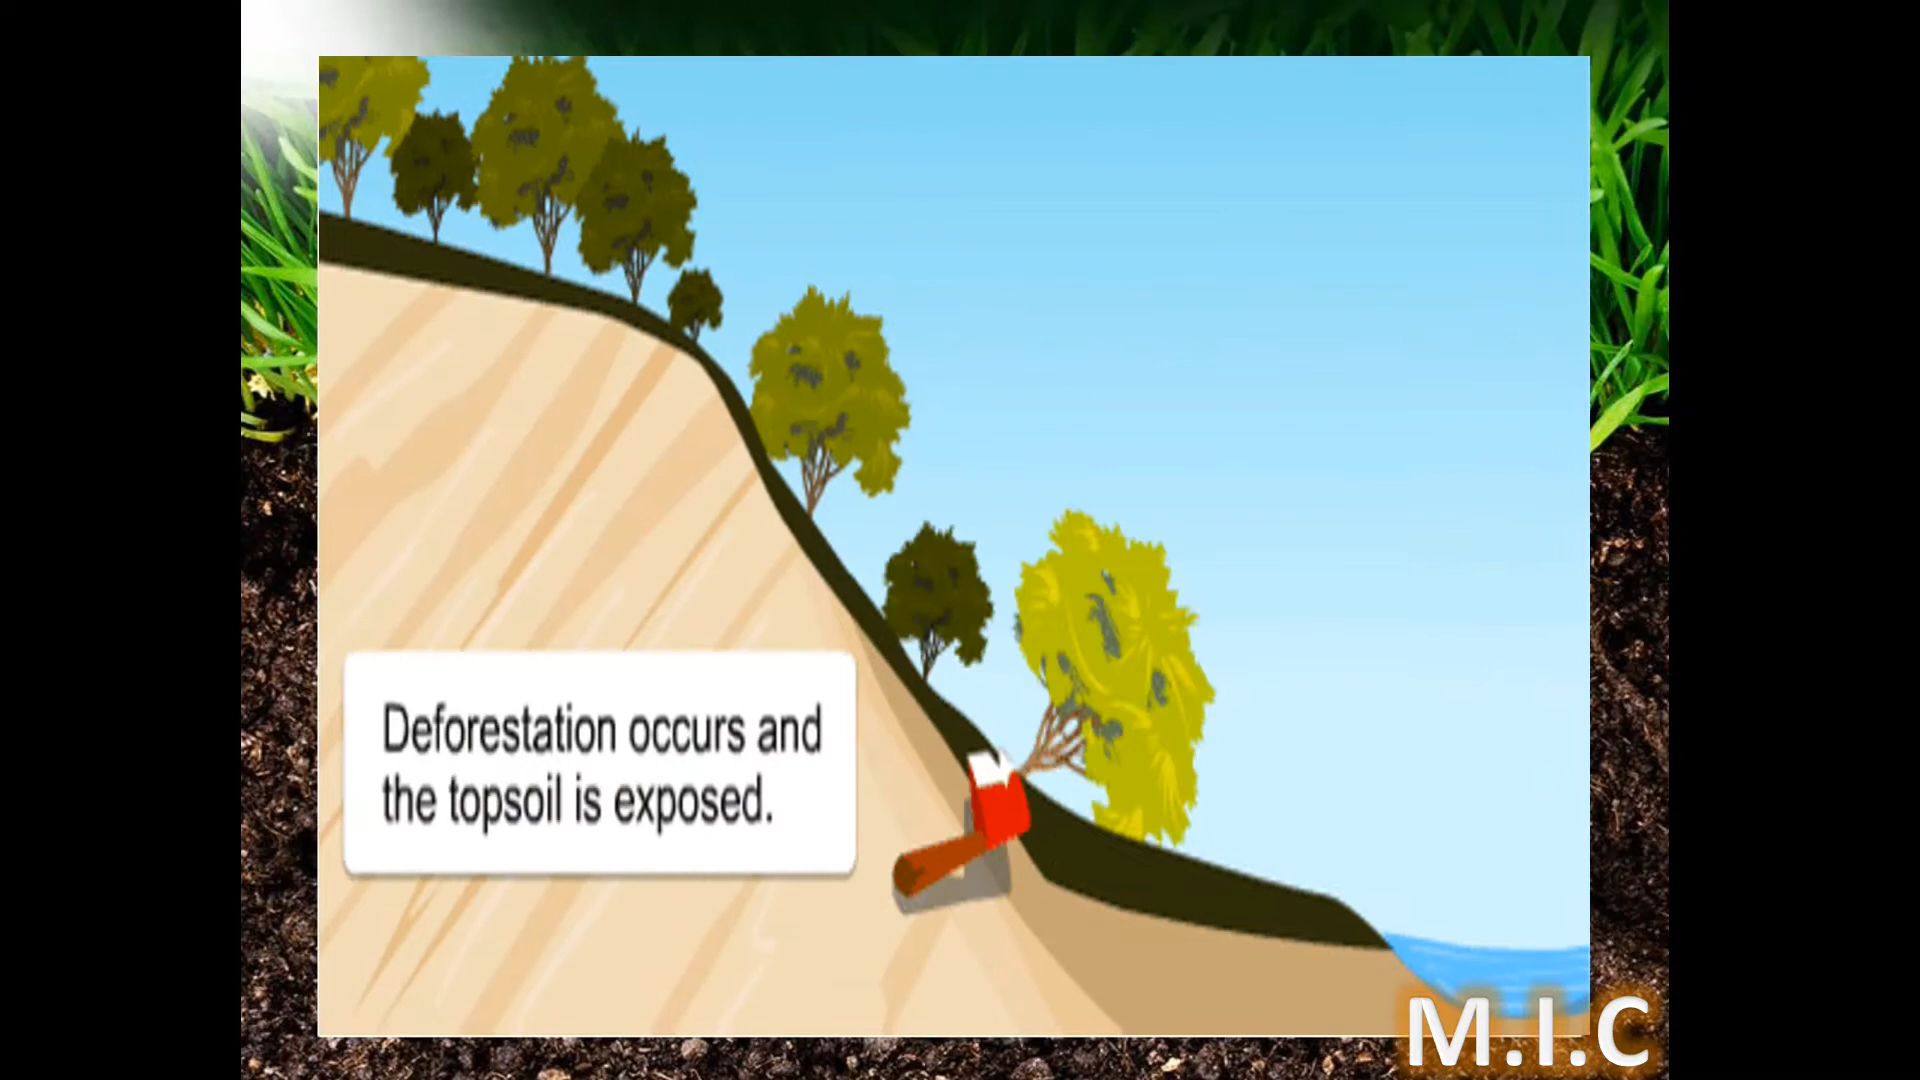 Deforestation occurs and
the topsoil is exposed.
M.I.C